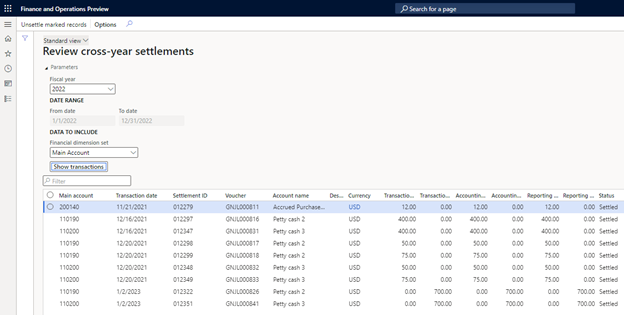 Finance and Operations Preview
Search for a page
Unsettle marked records Options
Standard view
Review cross-year settlements
Parameters
Fiscal year
2022
DATE RANGE
From date To date
1/1/2022 12/31/2022
DATA TO INCLUDE
Financial dimension set
Main Account
Show transactions
Filter
Main account Transaction date Settlement ID Voucher Account name Des... Currency Transactio... Transactio... Accountin... Accountin... Reporting ... Reporting ... Status
200140 11/21/2021 012279 GNJL000811 Accrued Purchase... USD 12.00 0.00 12.00 0.00 12.00 0.00 Settled
110190 12/16/2021 012297 GNJL000816 Petty cash 2 USD 400.00 0.00 400.00 0.00 400.00 0.00 Settled
110200 12/16/2021 012347 GNJL000831 Petty cash 3 USD 400.00 0.00 400.00 0.00 400.00 0.00 Settled
110190 12/20/2021 012298 GNJL000817 Petty cash 2 USD 50.00 0.00 50.00 0.00 50.00 0.00 Settled
110190 12/20/2021 012299 GNJL000818 Petty cash 2 USD 75.00 0.00 75.00 0.00 75.00 0.00 Settled
110200 12/20/2021 012348 GNJL000832 Petty cash 3 USD 50.00 0.00 50.00 0.00 50.00 0.00 Settled
110200 12/20/2021 012349 GNJL000833 Petty cash 3 USD 75.00 0.00 75.00 0.00 75.00 0.00 Settled
110190 1/2/2023 012322 GNJL000826 Petty cash 2 USD 0.00 700.00 0.00 700.00 0.00 700.00 Settled
110200 1/2/2023 012351 GNJL000841 Petty cash 3 USD 0.00 700.00 0.00 700.00 0.00 700.00 Settled